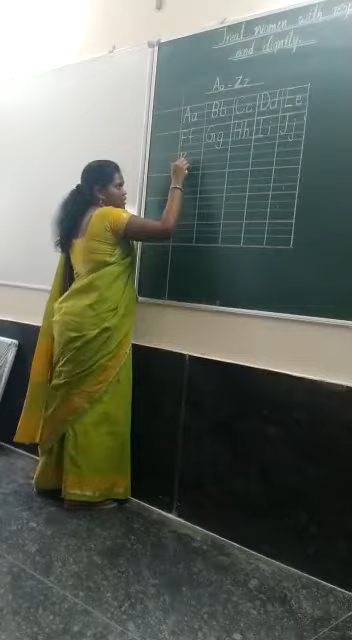 Treat women with
and dignity
Aa - Zz
Aa Bb Cc Dd Ee
Ff Gg Hh Ii Jj